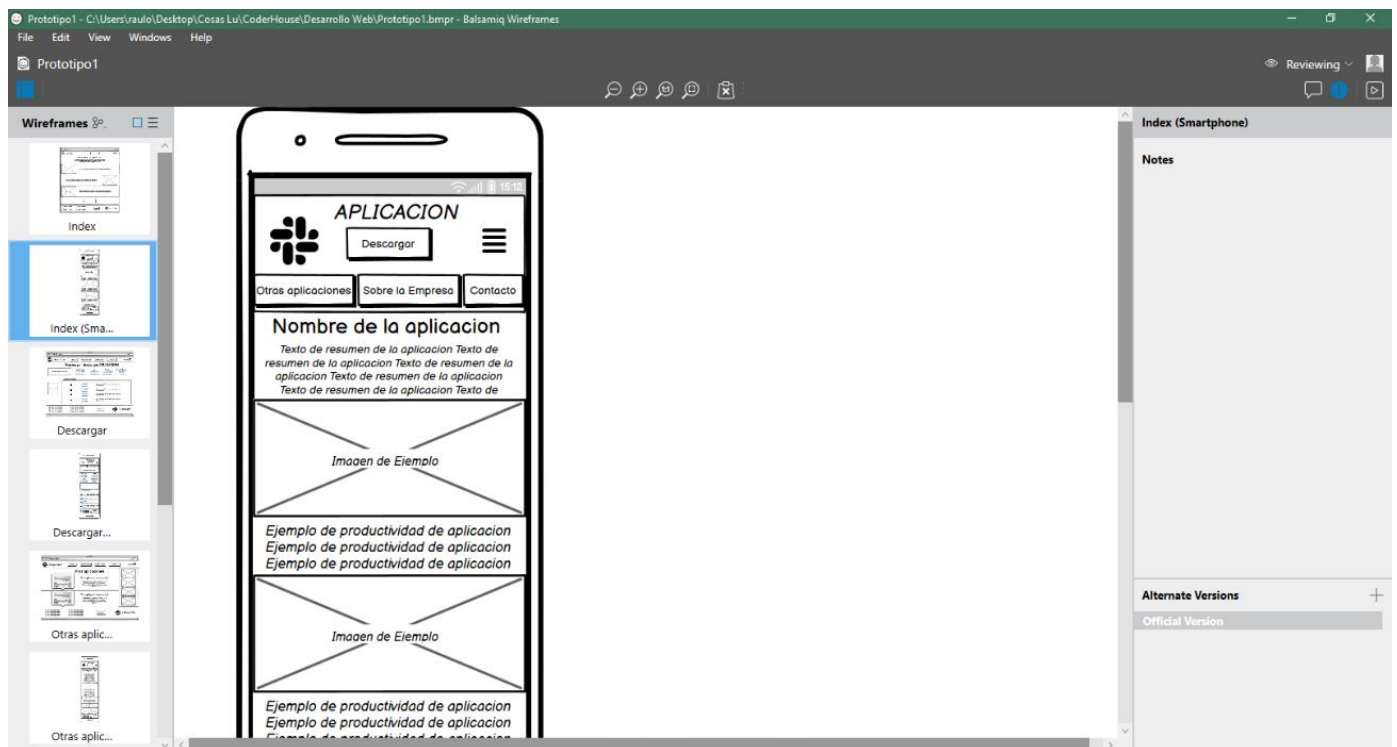 Prototipo1 - C:\Users\raulo\Desktop\Cosas Lu\CoderHouse\Desarrollo Web\Prototipo1.bmpr - Balsamiq Wireframes
File Edit View Windows Help
Prototipo1
Reviewing
Wireframes
Index
Index (Sma...
Descargar
Descargar...
Otras aplic...
Otras aplic...
15:12
APLICACION
Descargar
Otras aplicaciones
Sobre la Empresa
Contacto
Nombre de la aplicacion
Texto de resumen de la aplicacion Texto de
resumen de la aplicacion Texto de resumen de la
aplicacion Texto de resumen de la aplicacion
Texto de resumen de la aplicacion Texto de
Imagen de Ejemplo
Ejemplo de productividad de aplicacion
Ejemplo de productividad de aplicacion
Ejemplo de productividad de aplicacion
Imagen de Ejemplo
Ejemplo de productividad de aplicacion
Ejemplo de productividad de aplicacion
Ejemplo de productividad de aplicacion
Index (Smartphone)
Notes
Alternate Versions
Official Version